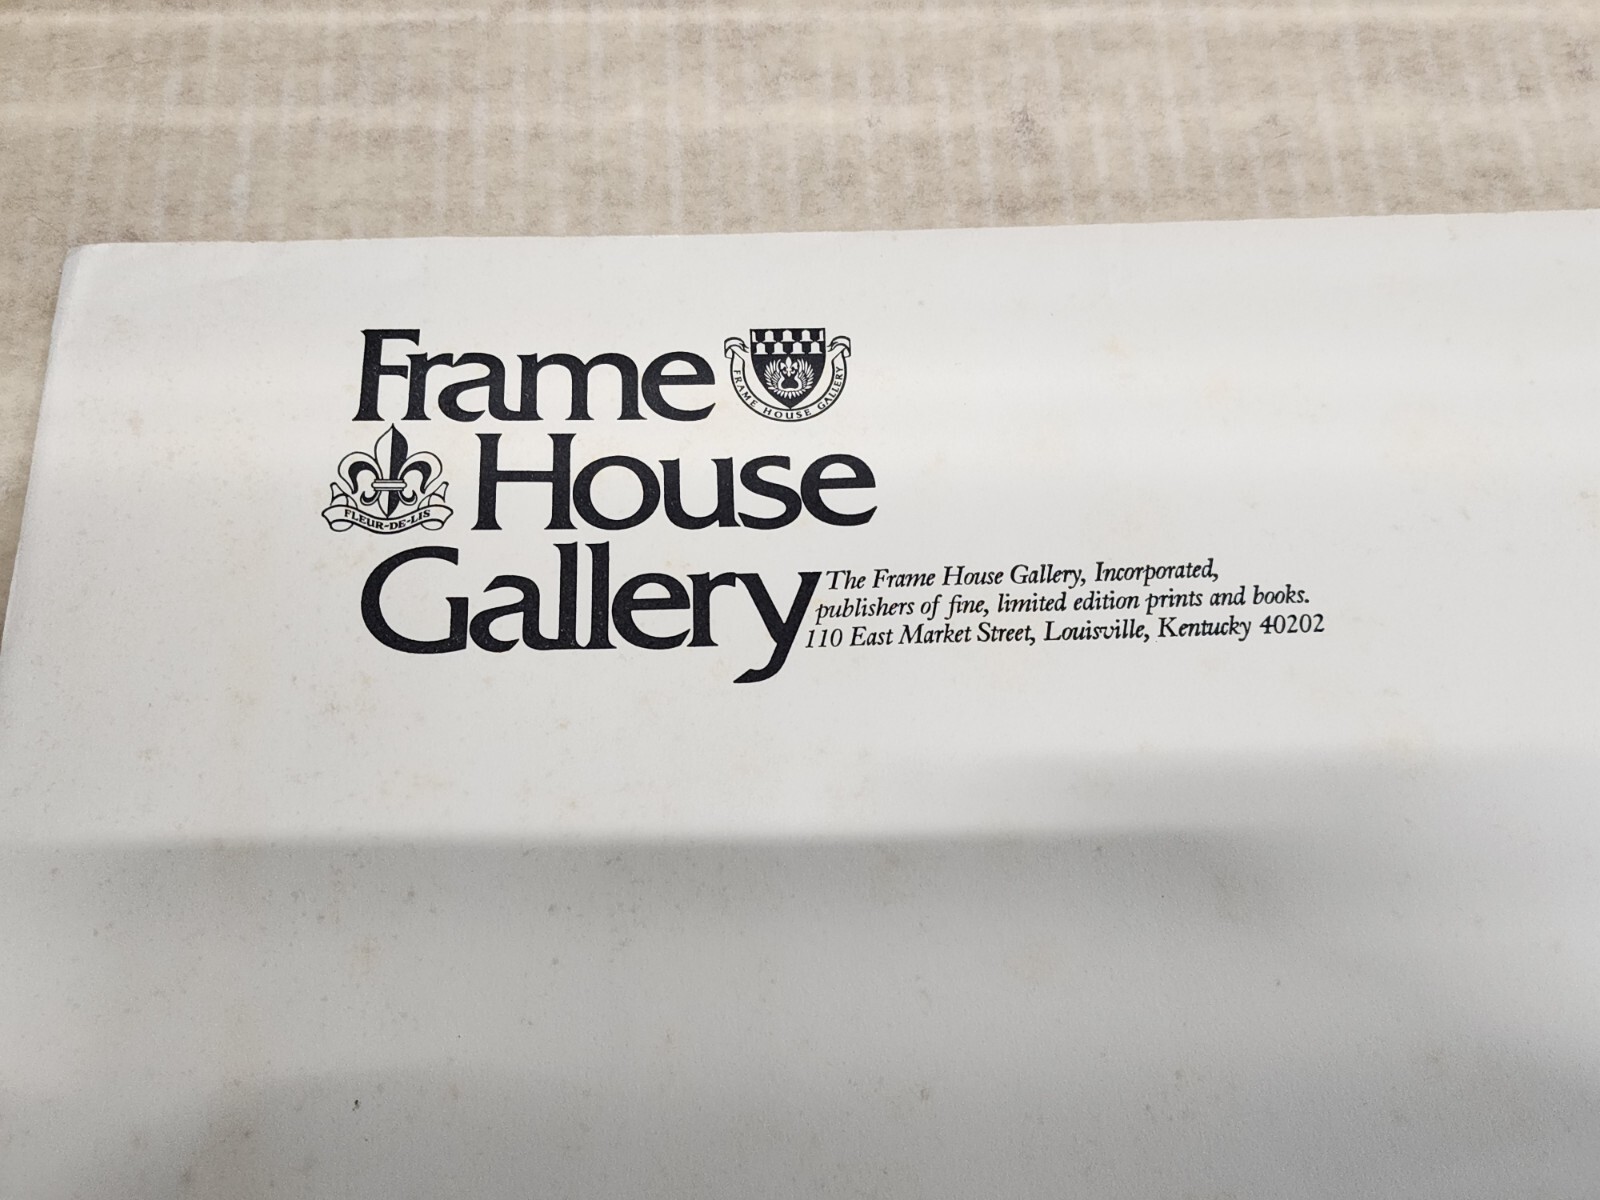 Frame
FRAME HOUSE GALLERY
FLEUR-DE-LIS
House
Gallery
The Frame House Gallery, Incorporated,
publishers of fine, limited edition prints and books.
110 East Market Street, Louisville, Kentucky 40202